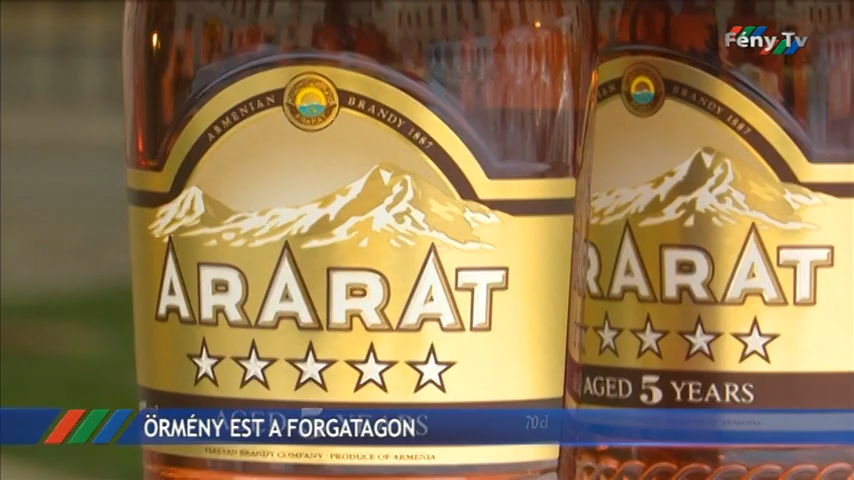 Fény Tv
ARMENIAN BRANDY 1887
ARMENIAN BRANDY 1887
ARARAT
RARAT
AGED 5 YEARS
AGED 5 YEARS
70cl
ÖRMÉNY EST A FORGATAGON
YEREVAN BRANDY COMPANY · PRODUCE OF ARMENIA